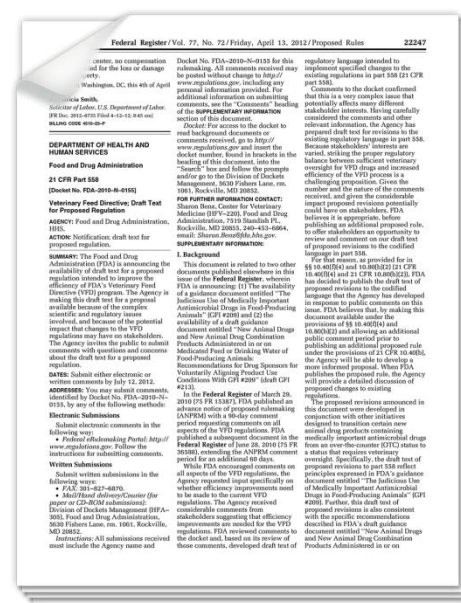 Federal Register / Vol. 77, No. 72 / Friday, April 13, 2012 / Proposed Rules 22247
center, no compensation
ed for the loss or damage
erly.
Washington, DC, this 4th of April
ricia Smith,
Solicitor of Labor, U.S. Department of Labor.
[FR Doc. 2012–8735 Filed 4–12–12; 8:45 am]
BILLING CODE 4510–23–P
DEPARTMENT OF HEALTH AND
HUMAN SERVICES
Food and Drug Administration
21 CFR Part 558
[Docket No. FDA–2010–N–0155]
Veterinary Feed Directive; Draft Text
for Proposed Regulation
AGENCY: Food and Drug Administration,
HHS.
ACTION: Notification; draft text for
proposed regulation.
SUMMARY: The Food and Drug
Administration (FDA) is announcing the
availability of draft text for a proposed
regulation intended to improve the
efficiency of FDA's Veterinary Feed
Directive (VFD) program. The Agency is
making this draft text for a proposed
available because of the complex
scientific and regulatory issues
involved, and because of the potential
impact that changes to the VFD
regulations may have on stakeholders.
The Agency invites the public to submit
comments with questions and concerns
about the draft text for a proposed
regulation.
DATES: Submit either electronic or
written comments by July 12, 2012.
ADDRESSES: You may submit comments,
identified by Docket No. FDA–2010–N–
0155, by any of the following methods:
Electronic Submissions
Submit electronic comments in the
following way:
• Federal eRulemaking Portal: http://
www.regulations.gov. Follow the
instructions for submitting comments.
Written Submissions
Submit written submissions in the
following ways:
• FAX: 301–827–6870.
• Mail/Hand delivery/Courier (for
paper or CD–ROM submissions):
Division of Dockets Management (HFA–
305), Food and Drug Administration,
5630 Fishers Lane, rm. 1061, Rockville,
MD 20852.
Instructions: All submissions received
must include the Agency name and
Docket No. FDA–2010–N–0155 for this
rulemaking. All comments received may
be posted without change to http://
www.regulations.gov, including any
personal information provided. For
additional information on submitting
comments, see the "Comments" heading
of the SUPPLEMENTARY INFORMATION
section of this document.
Docket: For access to the docket to
read background documents or
comments received, go to http://
www.regulations.gov and insert the
docket number, found in brackets in the
heading of this document, into the
"Search" box and follow the prompts
and/or go to the Division of Dockets
Management, 5630 Fishers Lane, rm.
1061, Rockville, MD 20852.
FOR FURTHER INFORMATION CONTACT:
Sharon Benz, Center for Veterinary
Medicine (HFV–220), Food and Drug
Administration, 7519 Standish Pl.,
Rockville, MD 20855, 240–453–6864,
email: Sharon.Benz@fda.hhs.gov.
SUPPLEMENTARY INFORMATION:
I. Background
This document is related to two other
documents published elsewhere in this
issue of the Federal Register, wherein
FDA is announcing: (1) The availability
of a guidance document entitled "The
Judicious Use of Medically Important
Antimicrobial Drugs in Food-Producing
Animals" (GFI #209) and (2) the
availability of a draft guidance
document entitled "New Animal Drugs
and New Animal Drug Combination
Products Administered in or on
Medicated Feed or Drinking Water of
Food-Producing Animals:
Recommendations for Drug Sponsors for
Voluntarily Aligning Product Use
Conditions With GFI #209" (draft GFI
#213).
In the Federal Register of March 29,
2010 (75 FR 15387), FDA published an
advance notice of proposed rulemaking
(ANPRM) with a 90-day comment
period requesting comments on all
aspects of the VFD regulations. FDA
published a subsequent document in the
Federal Register of June 28, 2010 (75 FR
36588), extending the ANPRM comment
period for an additional 60 days.
While FDA encouraged comments on
all aspects of the VFD regulations, the
Agency requested input specifically on
whether efficiency improvements need
to be made to the current VFD
regulations. The Agency received
considerable comments from
stakeholders suggesting that efficiency
improvements are needed for the VFD
regulations. FDA reviewed comments to
the docket and, based on its review of
those comments, developed draft text of
regulatory language intended to
implement specified changes to the
existing regulations in part 558 (21 CFR
part 558).
Comments to the docket confirmed
that this is a very complex issue that
potentially affects many different
stakeholders. Having carefully
considered the comments and other
relevant information, the Agency has
prepared draft text for revisions to the
existing regulatory language in part 558.
Because stakeholders' interests are
varied, striking the proper regulatory
balance between sufficient veterinary
oversight for VFD drugs and increased
efficiency of the VFD process is a
challenging proposition. Given the
number and the nature of the comments
received, and given the considerable
impact proposed revisions potentially
could have on stakeholders, FDA
believes it is appropriate, before
publishing an additional proposed rule,
to offer stakeholders an opportunity to
review and comment on our draft text
of proposed revisions to the codified
language in part 558.
For that reason, as provided for in
§§ 10.40(f)(4) and 10.80(b)(2) (21 CFR
10.40(f)(4) and 21 CFR 10.80(b)(2)), FDA
has decided to publish the draft text of
proposed revisions to the codified
language that the Agency has developed
in response to public comments on this
issue. FDA believes that, by making this
document available under the
provisions of §§ 10.40(f)(4) and
10.80(b)(2) and allowing an additional
public comment period prior to
publishing an additional proposed rule
under the provisions of 21 CFR 10.40(b),
the Agency will be able to develop a
more informed proposal. When FDA
publishes the proposed rule, the Agency
will provide a detailed discussion of
proposed changes to existing
regulations.
The proposed revisions announced in
this document were developed in
conjunction with other initiatives
designed to transition certain new
animal drug products containing
medically important antimicrobial drugs
from an over-the-counter (OTC) status to
a status that requires veterinary
oversight. Specifically, the draft text of
proposed revisions to part 558 reflect
principles expressed in FDA's guidance
document entitled "The Judicious Use
of Medically Important Antimicrobial
Drugs in Food-Producing Animals" (GFI
#209). Further, this draft text of
proposed revisions is also consistent
with the specific recommendations
described in FDA's draft guidance
document entitled "New Animal Drugs
and New Animal Drug Combination
Products Administered in or on